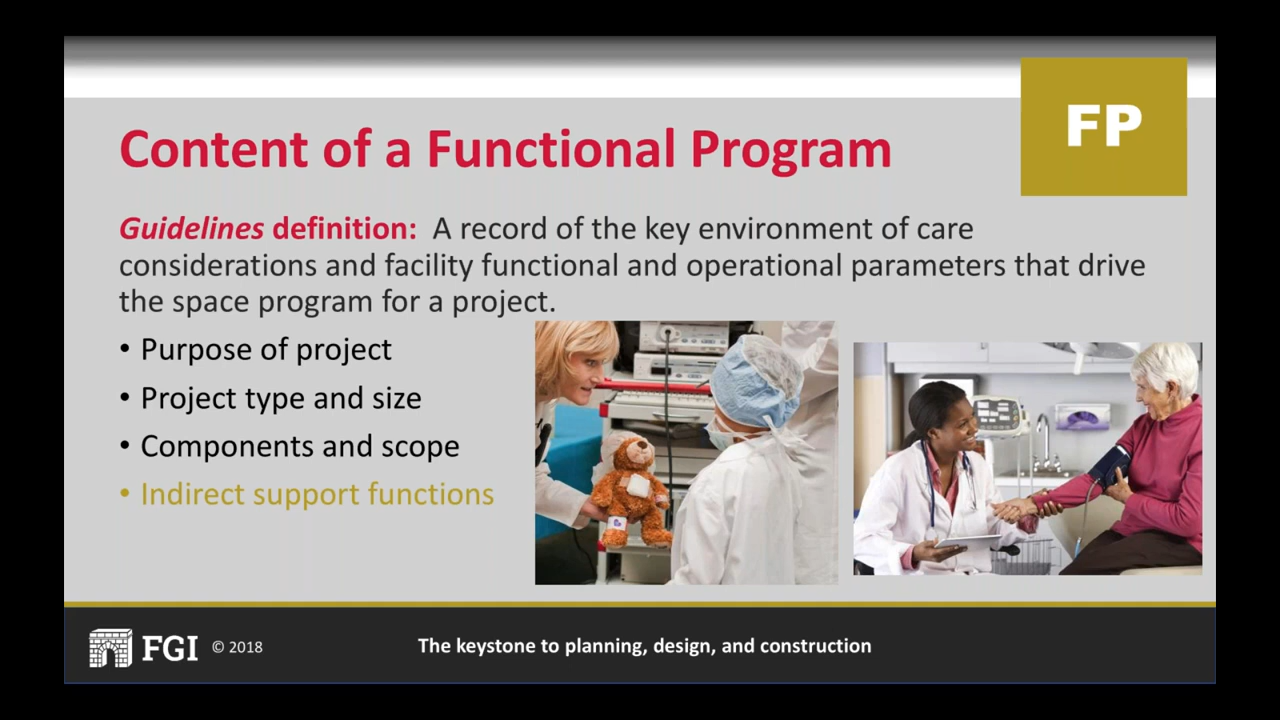 FP
Content of a Functional Program
Guidelines definition: A record of the key environment of care
considerations and facility functional and operational parameters that drive
the space program for a project.
• Purpose of project
• Project type and size
• Components and scope
• Indirect support functions
FGI © 2018
The keystone to planning, design, and construction